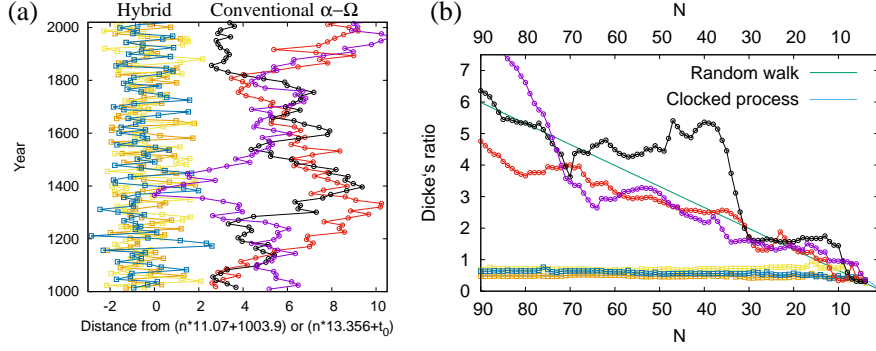 (a)
Hybrid Conventional α−Ω
2000
1800
1600
1400
1200
1000
Year
-2 0 2 4 6 8 10
Distance from (n*11.07+1003.9) or (n*13.356+t0)
(b)
N
90 80 70 60 50 40 30 20 10
Random walk
Clocked process
7
6
5
4
3
2
1
0
Dicke's ratio
90 80 70 60 50 40 30 20 10
N